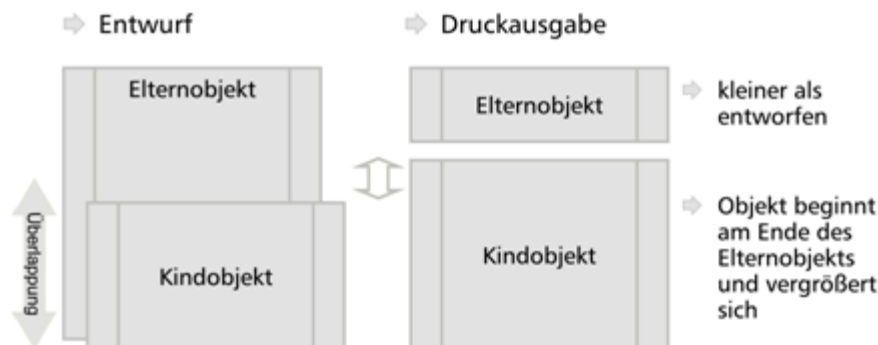 Entwurf
Druckausgabe
Elternobjekt
Überlappung
Kindobjekt
Elternobjekt
kleiner als
entworfen
Kindobjekt
Objekt beginnt
am Ende des
Elternobjekts
und vergrößert
sich